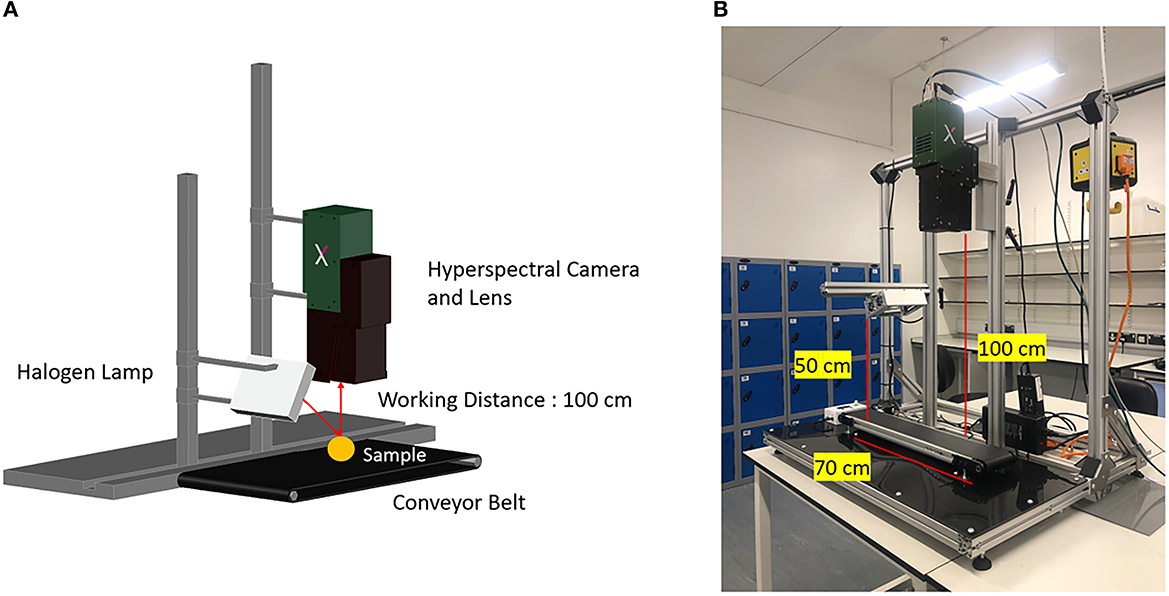 A
X
Hyperspectral Camera
and Lens
Halogen Lamp
Working Distance : 100 cm
Sample
Conveyor Belt
B
X
50 cm
100 cm
70 cm